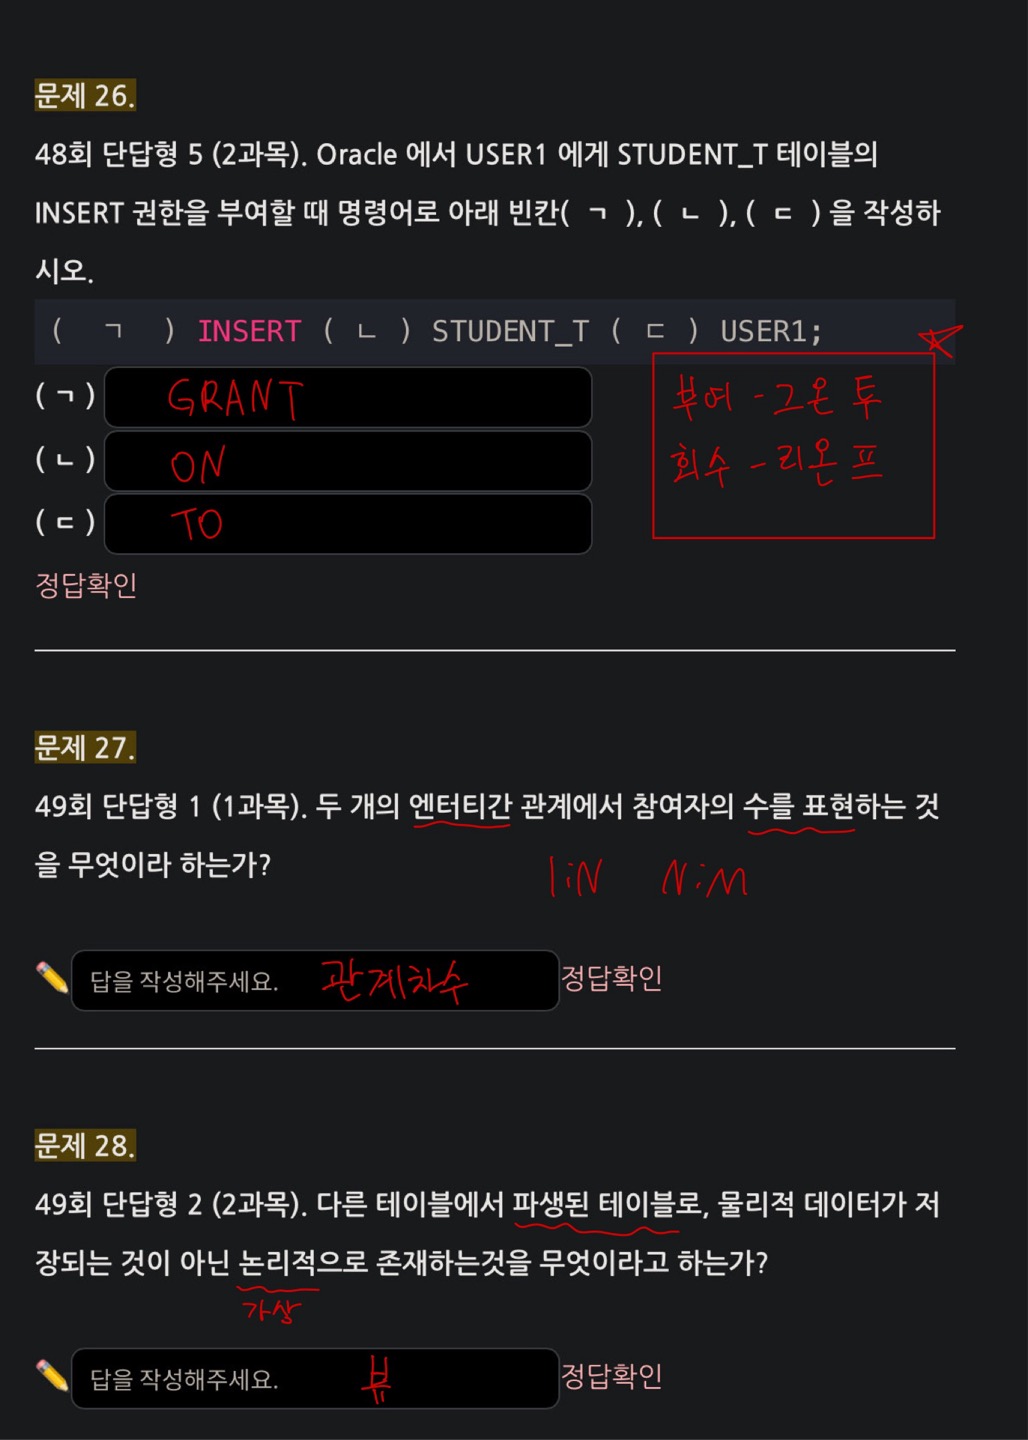 문제 26.
48회 단답형 5 (2과목). Oracle 에서 USER1 에게 STUDENT_T 테이블의
INSERT 권한을 부여할 때 명령어로 아래 빈칸( ㄱ ), ( ㄴ ), ( ㄷ ) 을 작성하
시오.
( ㄱ ) INSERT ( ㄴ ) STUDENT_T ( ㄷ ) USER1;
( ㄱ ) GRANT
부여 - 그온 투
( ㄴ ) ON
회수 - 리온 프
( ㄷ ) TO
정답확인
문제 27.
49회 단답형 1 (1과목). 두 개의 엔터티간 관계에서 참여자의 수를 표현하는 것
을 무엇이라 하는가?
1:N N:M
답을 작성해주세요. 관계차수 정답확인
문제 28.
49회 단답형 2 (2과목). 다른 테이블에서 파생된 테이블로, 물리적 데이터가 저
장되는 것이 아닌 논리적으로 존재하는것을 무엇이라고 하는가?
가상
답을 작성해주세요. 뷰 정답확인